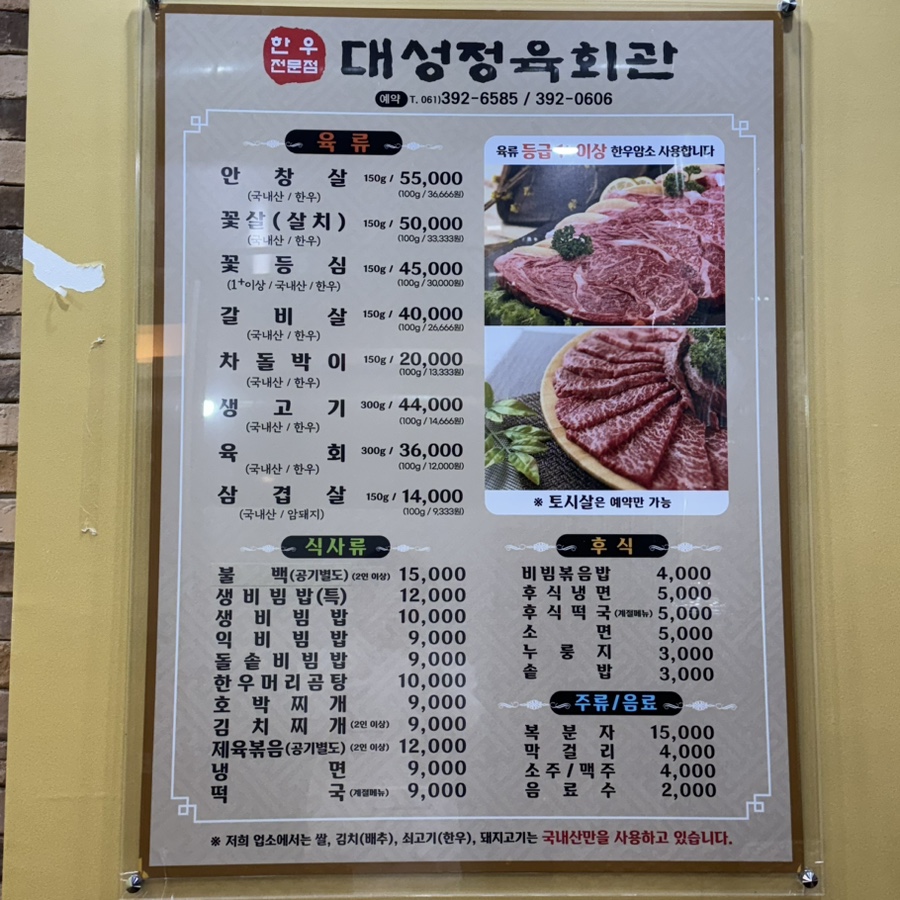 한우
전문점
대성정육회관
예약 T. 061)392-6585 / 392-0606
육류
안창살 150g / 55,000
(국내산 / 한우) (100g / 36,666원)
꽃살(살치) 150g / 50,000
(국내산 / 한우) (100g / 33,333원)
꽃등심 150g / 45,000
(1+이상 / 국내산 / 한우) (100g / 30,000원)
갈비살 150g / 40,000
(국내산 / 한우) (100g / 26,666원)
차돌박이 150g / 20,000
(국내산 / 한우) (100g / 13,333원)
생고기 300g / 44,000
(국내산 / 한우) (100g / 14,666원)
육회 300g / 36,000
(국내산 / 한우) (100g / 12,000원)
삼겹살 150g / 14,000
(국내산 / 암돼지) (100g / 9,333원)
육류 등급 이상 한우암소 사용합니다
※ 토시살은 예약만 가능
식사류
불백(공기별도) (2인 이상) 15,000
생비빔밥(특) 12,000
생비빔밥 10,000
익비빔밥 9,000
돌솥비빔밥 9,000
한우머리곰탕 10,000
호박찌개 9,000
김치찌개 (2인 이상) 9,000
제육볶음(공기별도) (2인 이상) 12,000
냉면 9,000
떡국 (계절메뉴) 9,000
후식
비빔볶음밥 4,000
후식냉면 5,000
후식떡국 (계절메뉴) 5,000
소면 5,000
누룽지 3,000
솥밥 3,000
주류/음료
복분자 15,000
막걸리 4,000
소주/맥주 4,000
음료수 2,000
※ 저희 업소에서는 쌀, 김치(배추), 쇠고기(한우), 돼지고기는 국내산만을 사용하고 있습니다.